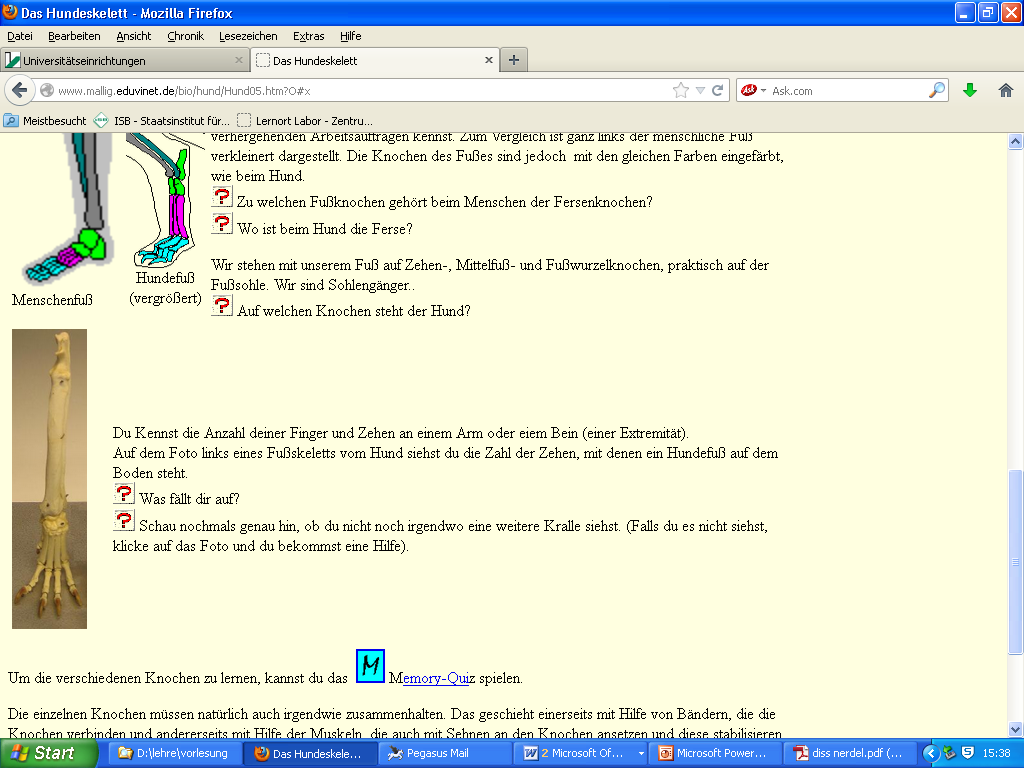 Das Hundeskelett - Mozilla Firefox
Datei Bearbeiten Ansicht Chronik Lesezeichen Extras Hilfe
Universitätseinrichtungen
Das Hundeskelett
www.mallig.eduvinet.de/bio/hund/Hund05.htm?O#x
Ask
Ask.com
Meistbesucht ISB - Staatsinstitut für... Lernort Labor - Zentru...
verhergehenden Arbeitsaufträgen kennst. Zum Vergleich ist ganz links der menschliche Fuß
verkleinert dargestellt. Die Knochen des Fußes sind jedoch mit den gleichen Farben eingefärbt,
wie beim Hund.
? Zu welchen Fußknochen gehört beim Menschen der Fersenknochen?
? Wo ist beim Hund die Ferse?
Wir stehen mit unserem Fuß auf Zehen-, Mittelfuß- und Fußwurzelknochen, praktisch auf der
Fußsohle. Wir sind Sohlengänger..
? Auf welchen Knochen steht der Hund?
Menschenfuß
Hundefuß
(vergrößert)
Du Kennst die Anzahl deiner Finger und Zehen an einem Arm oder eiem Bein (einer Extremität).
Auf dem Foto links eines Fußskeletts vom Hund siehst du die Zahl der Zehen, mit denen ein Hundefuß auf dem
Boden steht.
? Was fällt dir auf?
? Schau nochmals genau hin, ob du nicht noch irgendwo eine weitere Kralle siehst. (Falls du es nicht siehst,
klicke auf das Foto und du bekommst eine Hilfe).
Um die verschiedenen Knochen zu lernen, kannst du das M Memory-Quiz spielen.
Die einzelnen Knochen müssen natürlich auch irgendwie zusammenhalten. Das geschieht einerseits mit Hilfe von Bändern, die die
Knochen verbinden und andererseits mit Hilfe der Muskeln, die auch mit Sehnen an den Knochen ansetzen und diese stabilisieren
Start
D:\lehre\vorlesung
Das Hundeskele...
Pegasus Mail
2 Microsoft Of...
Microsoft Power...
diss nerdel.pdf (...
15:38